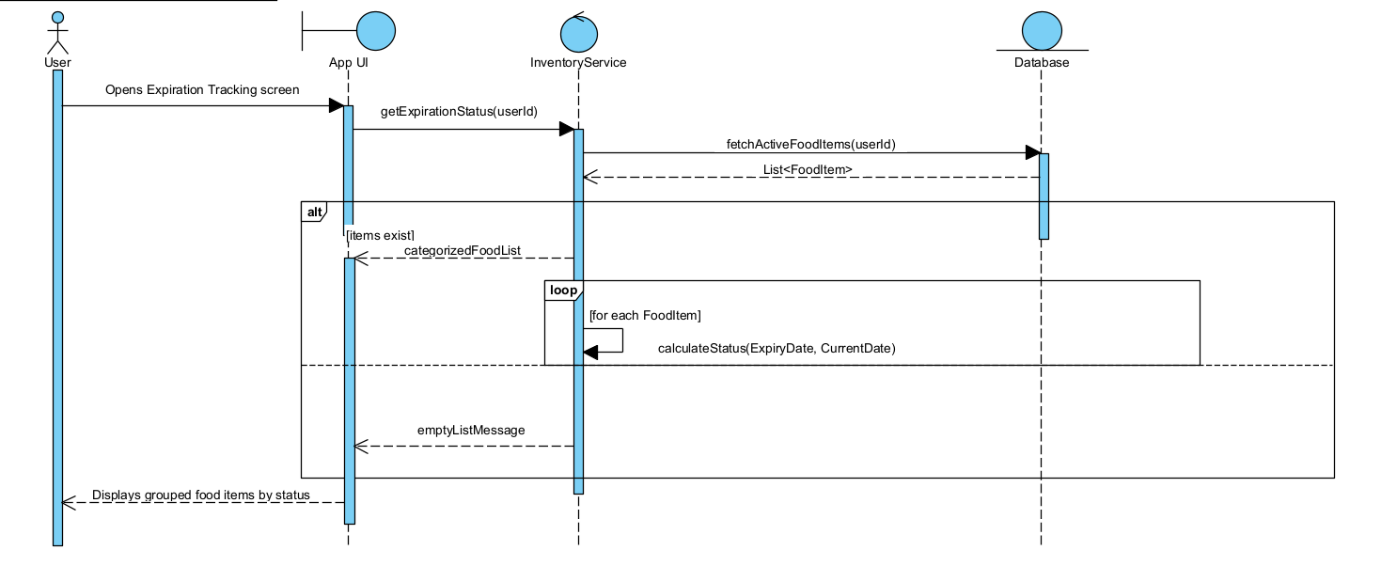 User
App UI
InventoryService
Database
Opens Expiration Tracking screen
getExpirationStatus(userId)
fetchActiveFoodItems(userId)
List<FoodItem>
alt
[items exist]
categorizedFoodList
loop
[for each FoodItem]
calculateStatus(ExpiryDate, CurrentDate)
emptyListMessage
Displays grouped food items by status